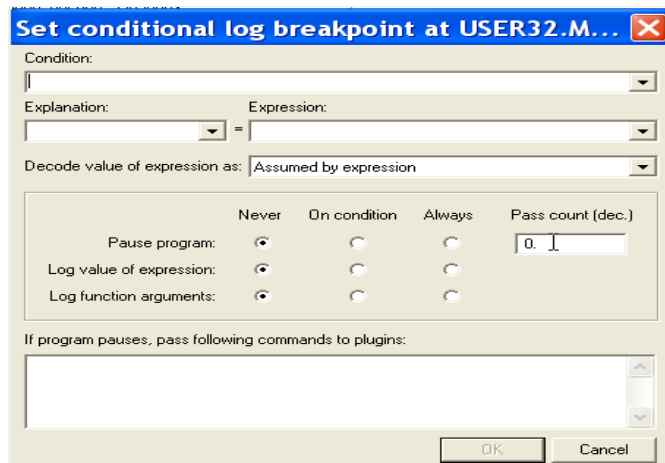 Set conditional log breakpoint at USER32.M...
Condition:
Explanation: Expression:
=
Decode value of expression as: Assumed by expression
Never On condition Always Pass count (dec.)
Pause program: 0.
Log value of expression:
Log function arguments:
If program pauses, pass following commands to plugins:
OK Cancel